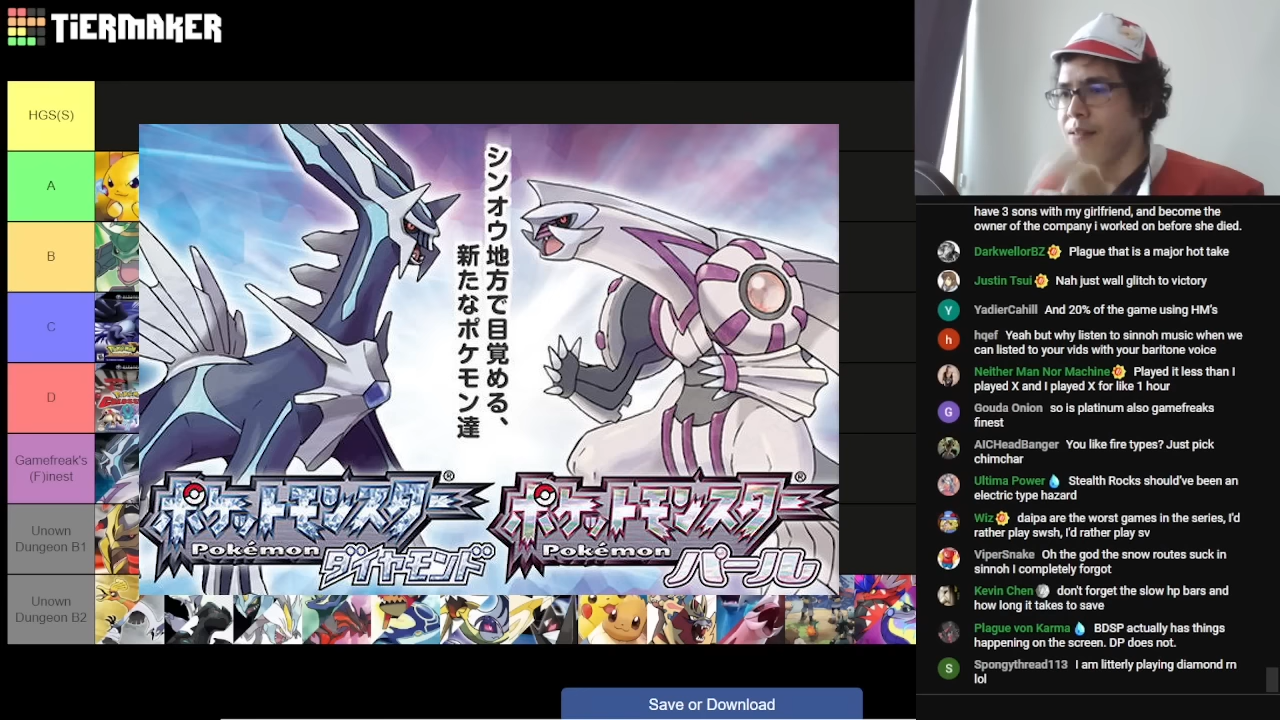 TiERMAKER
HGS(S)
A
B
C
D
Gamefreak's
(F)inest
Unown
Dungeon B1
Unown
Dungeon B2
シンオウ地方で目覚める、
新たなポケモン達
ポケットモンスター®
Pokémon
ダイヤモンド
ポケットモンスター®
Pokémon
パール
Save or Download
have 3 sons with my girlfriend, and become the
owner of the company i worked on before she died.
DarkwellorBZ Plague that is a major hot take
Justin Tsui Nah just wall glitch to victory
Y YadierCahill And 20% of the game using HM's
h hqef Yeah but why listen to sinnoh music when we
can listed to your vids with your baritone voice
Neither Man Nor Machine Played it less than I
played X and I played X for like 1 hour
G Gouda Onion so is platinum also gamefreaks
finest
AICHeadBanger You like fire types? Just pick
chimchar
Ultima Power Stealth Rocks should've been an
electric type hazard
Wiz daipa are the worst games in the series, I'd
rather play swsh, I'd rather play sv
ViperSnake Oh the god the snow routes suck in
sinnoh I completely forgot
Kevin Chen don't forget the slow hp bars and
how long it takes to save
Plague von Karma BDSP actually has things
happening on the screen. DP does not.
S Spongythread113 I am litterly playing diamond rn
lol